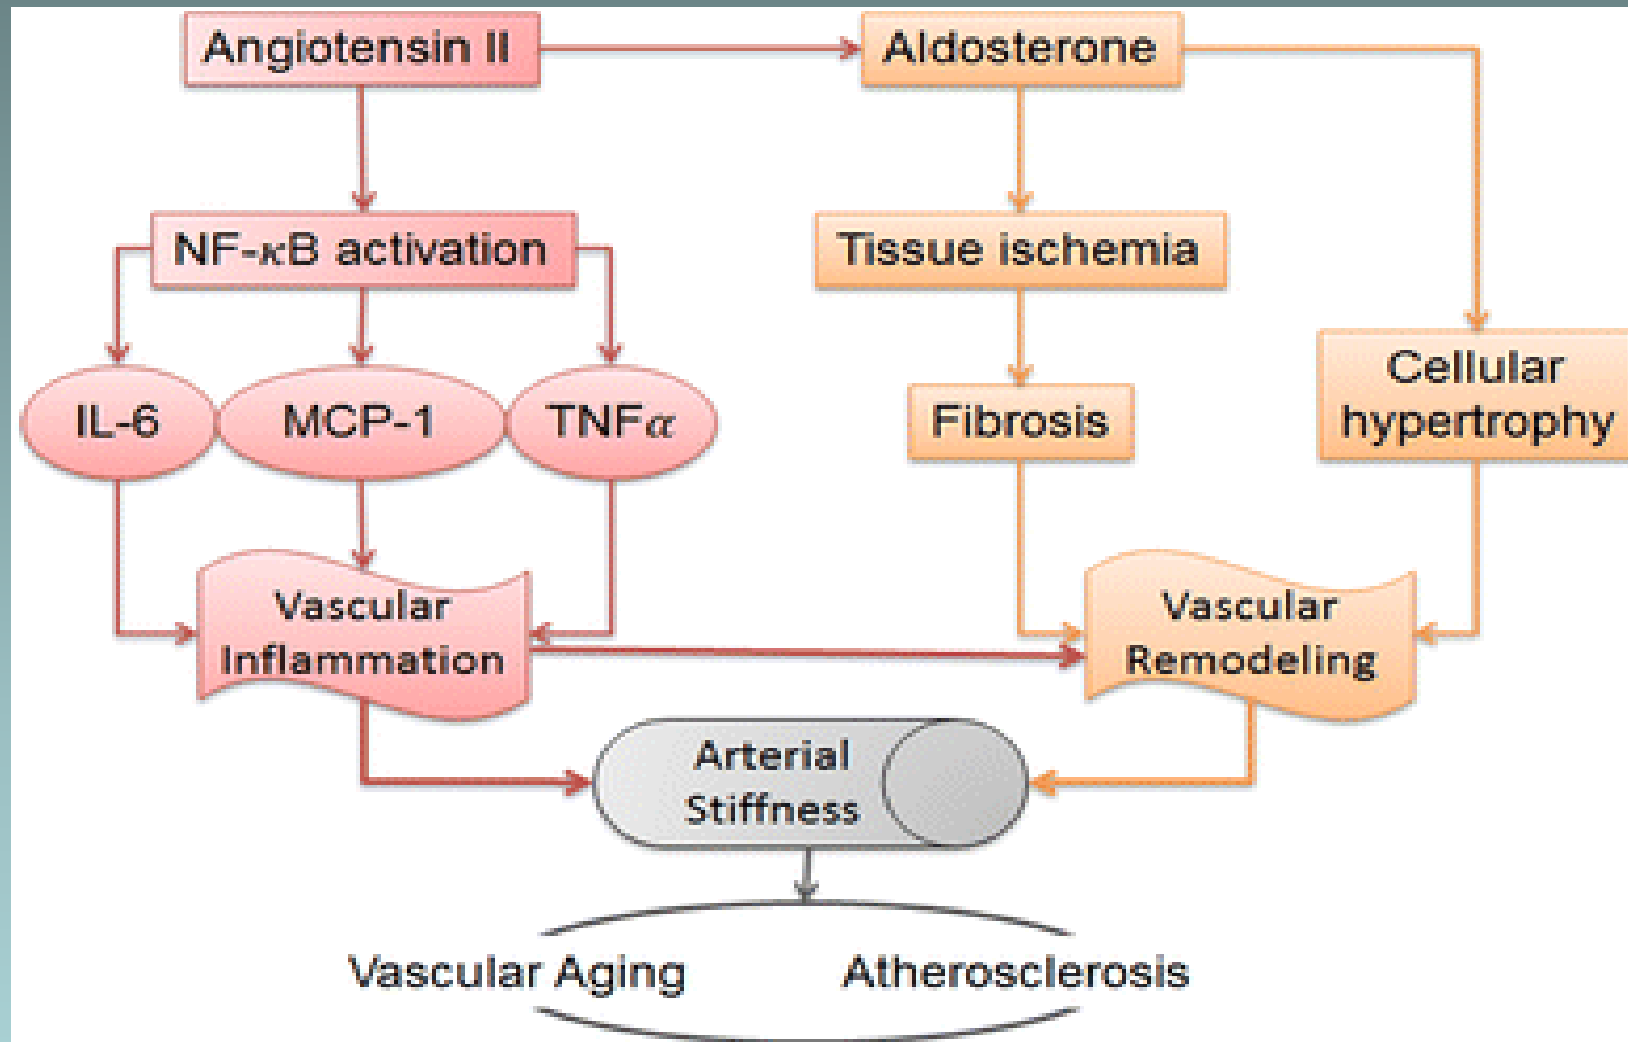 Angiotensin II
Aldosterone
NF-κB activation
Tissue ischemia
Cellular
hypertrophy
IL-6
MCP-1
TNFα
Fibrosis
Vascular
Inflammation
Vascular
Remodeling
Arterial
Stiffness
Vascular Aging
Atherosclerosis